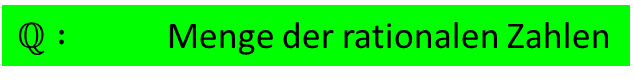 ℚ : Menge der rationalen Zahlen